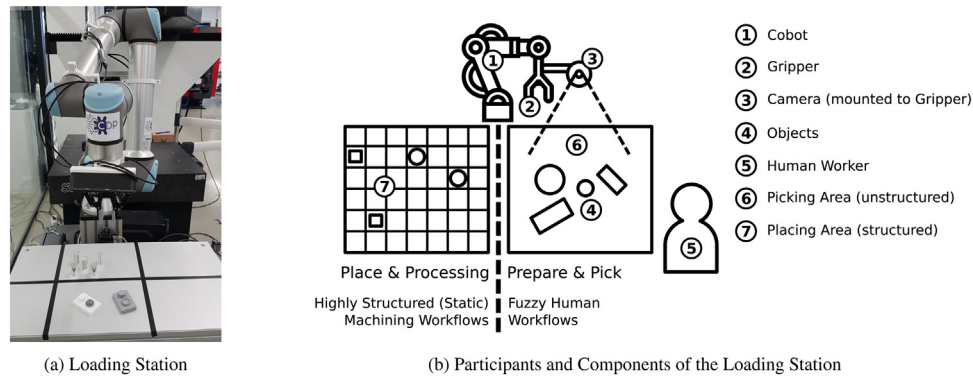 COP
1
2
3
6
7
4
5
Place & Processing
Prepare & Pick
Highly Structured (Static)
Machining Workflows
Fuzzy Human
Workflows
1 Cobot
2 Gripper
3 Camera (mounted to Gripper)
4 Objects
5 Human Worker
6 Picking Area (unstructured)
7 Placing Area (structured)
(a) Loading Station
(b) Participants and Components of the Loading Station